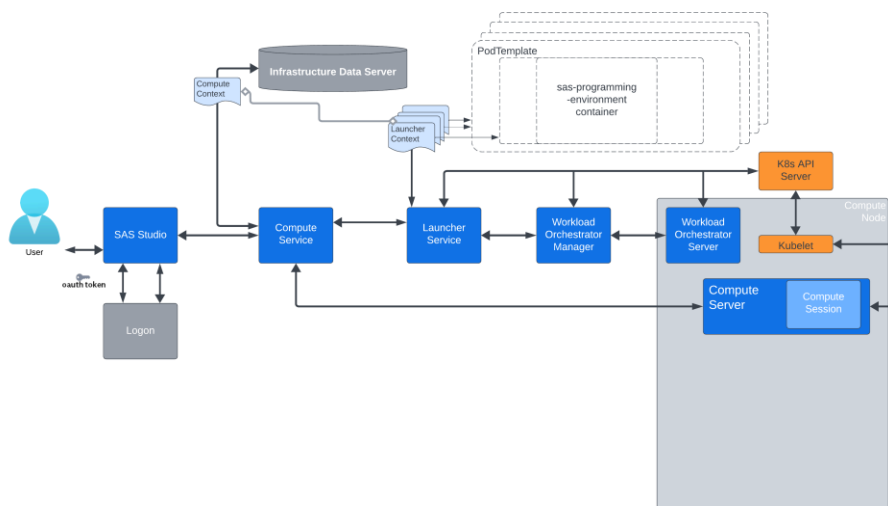 PodTemplate
Infrastructure Data Server
Compute
Context
sas-programming
-environment
container
Launcher
Context
K8s API
Server
Compute
Node
User
SAS Studio
Compute
Service
Launcher
Service
Workload
Orchestrator
Manager
Workload
Orchestrator
Server
Kubelet
oauth token
Logon
Compute
Server
Compute
Session